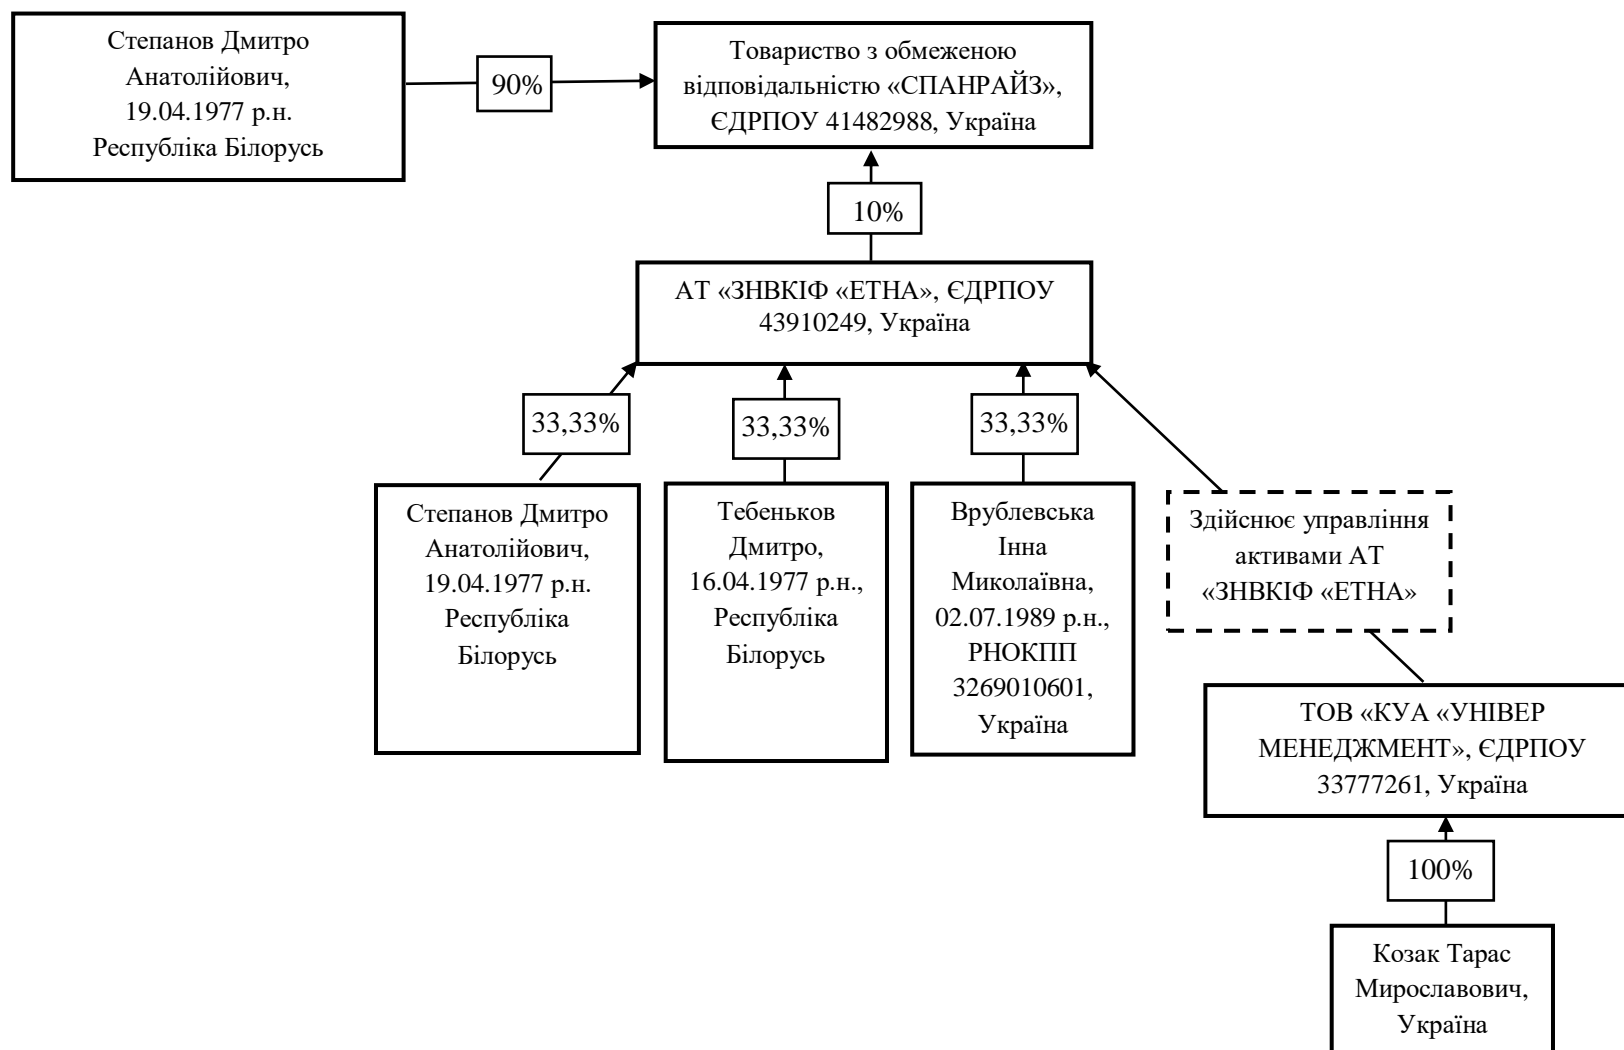 Степанов Дмитро
Анатолійович,
19.04.1977 р.н.
Республіка Білорусь
90%
Товариство з обмеженою
відповідальністю «СПАНРАЙЗ»,
ЄДРПОУ 41482988, Україна
10%
АТ «ЗНВКІФ «ЕТНА», ЄДРПОУ
43910249, Україна
33,33%
33,33%
33,33%
Степанов Дмитро
Анатолійович,
19.04.1977 р.н.
Республіка
Білорусь
Тебеньков
Дмитро,
16.04.1977 р.н.,
Республіка
Білорусь
Врублевська
Інна
Миколаївна,
02.07.1989 р.н.,
РНОКПП
3269010601,
Україна
Здійснює управління
активами АТ
«ЗНВКІФ «ЕТНА»
ТОВ «КУА «УНІВЕР
МЕНЕДЖМЕНТ», ЄДРПОУ
33777261, Україна
100%
Козак Тарас
Мирославович,
Україна